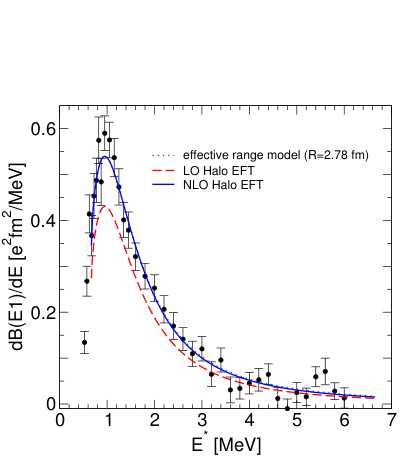 0.6
0.4
0.2
0
dB(E1)/dE [e²fm²/MeV]
effective range model (R=2.78 fm)
LO Halo EFT
NLO Halo EFT
0 1 2 3 4 5 6 7
E* [MeV]